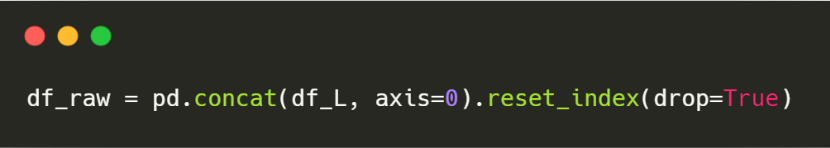 df_raw = pd.concat(df_L, axis=0).reset_index(drop=True)